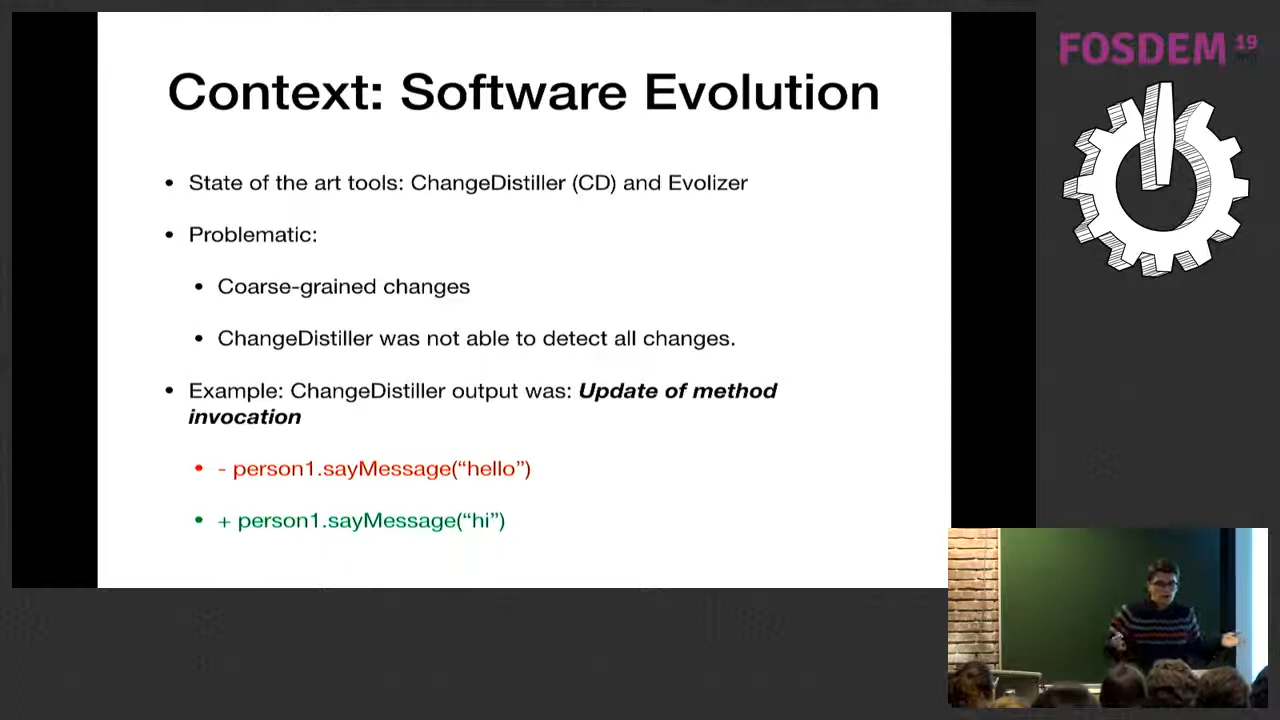 Context: Software Evolution
• State of the art tools: ChangeDistiller (CD) and Evolizer
• Problematic:
• Coarse-grained changes
• ChangeDistiller was not able to detect all changes.
• Example: ChangeDistiller output was: Update of method
invocation
• - person1.sayMessage(“hello”)
• + person1.sayMessage(“hi”)
FOSDEM 19